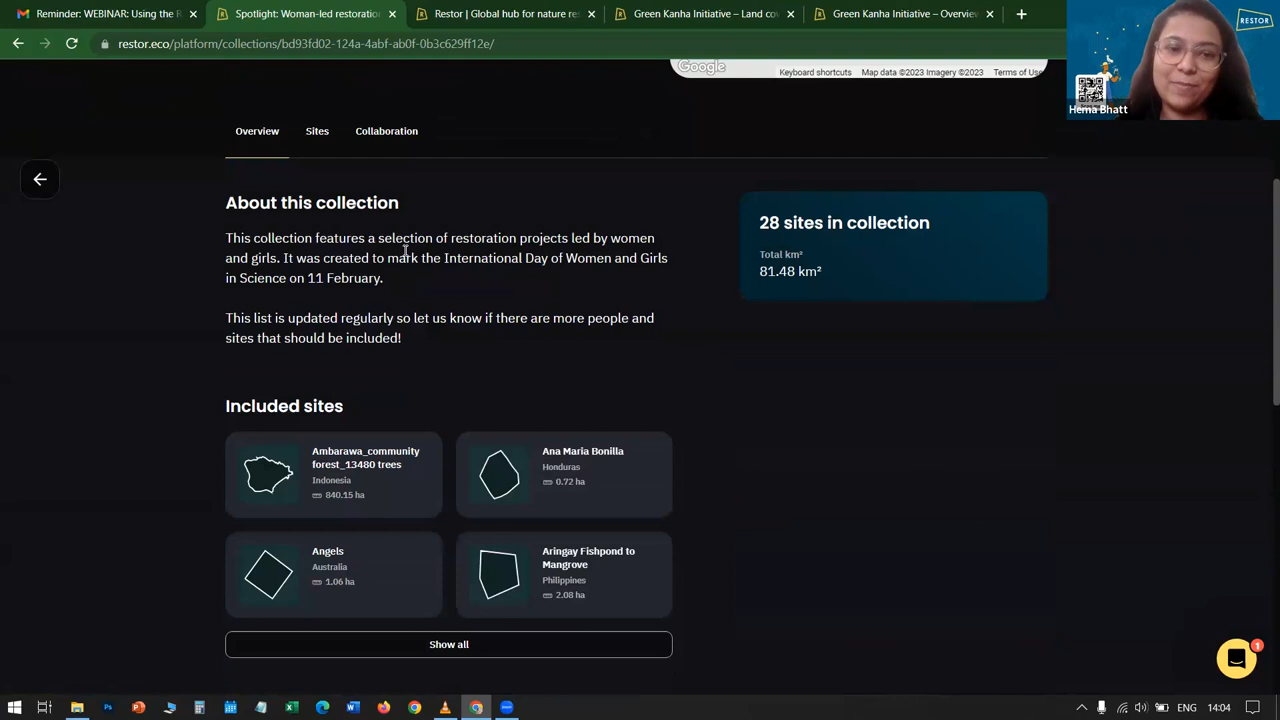 Reminder: WEBINAR: Using the R
Spotlight: Woman-led restoration
Restor | Global hub for nature re
Green Kanha Initiative – Land co
Green Kanha Initiative – Overview
restor.eco/platform/collections/bd93fd02-124a-4abf-ab0f-0b3c629ff12e/
RESTOR
Hema Bhatt
Google
Keyboard shortcuts
Map data ©2023 Imagery ©2023
Terms of Use
Overview
Sites
Collaboration
About this collection
This collection features a selection of restoration projects led by women
and girls. It was created to mark the International Day of Women and Girls
in Science on 11 February.
This list is updated regularly so let us know if there are more people and
sites that should be included!
28 sites in collection
Total km²
81.48 km²
Included sites
Ambarawa_community
forest_13480 trees
Indonesia
840.15 ha
Ana Maria Bonilla
Honduras
0.72 ha
Angels
Australia
1.06 ha
Aringay Fishpond to
Mangrove
Philippines
2.08 ha
Show all
1
ENG
14:04